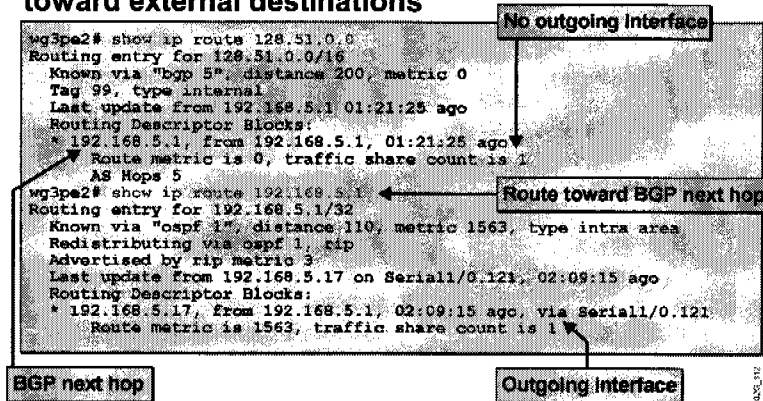 toward external destinations
No outgoing interface
wg3pe2# show ip route 128.51.0.0
Routing entry for 128.51.0.0/16
Known via "bgp 5", distance 200, metric 0
Tag 99, type internal
Last update from 192.168.5.1 01:21:25 ago
Routing Descriptor Blocks:
* 192.168.5.1, from 192.168.5.1, 01:21:25 ago
Route metric is 0, traffic share count is 1
AS Hops 5
wg3pe2# show ip route 192.168.5.1
Route toward BGP next hop
Routing entry for 192.168.5.1/32
Known via "ospf 1", distance 110, metric 1563, type intra area
Redistributing via ospf 1, rip
Advertised by rip metric 3
Last update from 192.168.5.17 on Serial1/0.121, 02:09:15 ago
Routing Descriptor Blocks:
* 192.168.5.17, from 192.168.5.1, 02:09:15 ago, via Serial1/0.121
Route metric is 1563, traffic share count is 1
BGP next hop
Outgoing interface